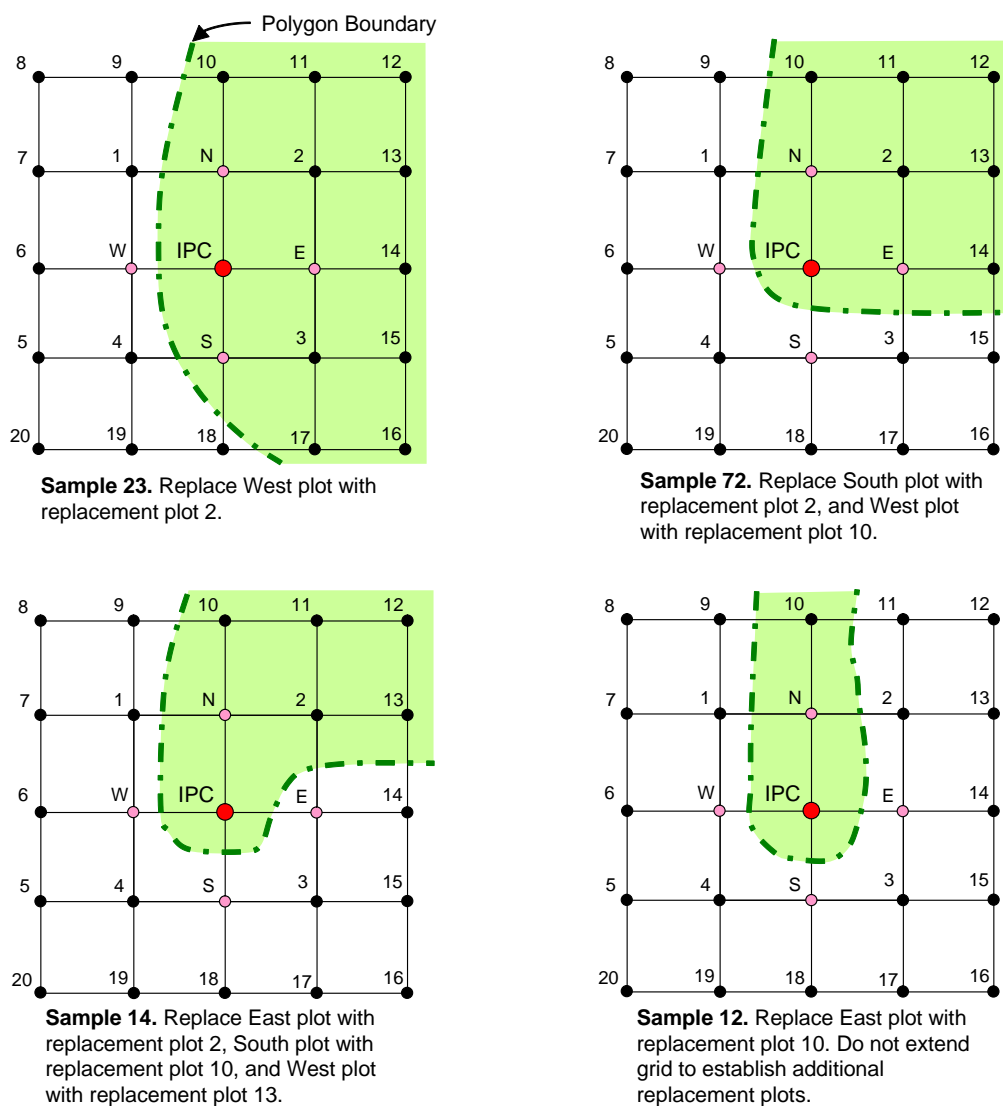 Polygon Boundary
8 9 10 11 12
7 1 N 2 13
6 W IPC E 14
5 4 S 3 15
20 19 18 17 16
Sample 23. Replace West plot with
replacement plot 2.
8 9 10 11 12
7 1 N 2 13
6 W IPC E 14
5 4 S 3 15
20 19 18 17 16
Sample 72. Replace South plot with
replacement plot 2, and West plot
with replacement plot 10.
8 9 10 11 12
7 1 N 2 13
6 W IPC E 14
5 4 S 3 15
20 19 18 17 16
Sample 14. Replace East plot with
replacement plot 2, South plot with
replacement plot 10, and West plot
with replacement plot 13.
8 9 10 11 12
7 1 N 2 13
6 W IPC E 14
5 4 S 3 15
20 19 18 17 16
Sample 12. Replace East plot with
replacement plot 10. Do not extend
grid to establish additional
replacement plots.